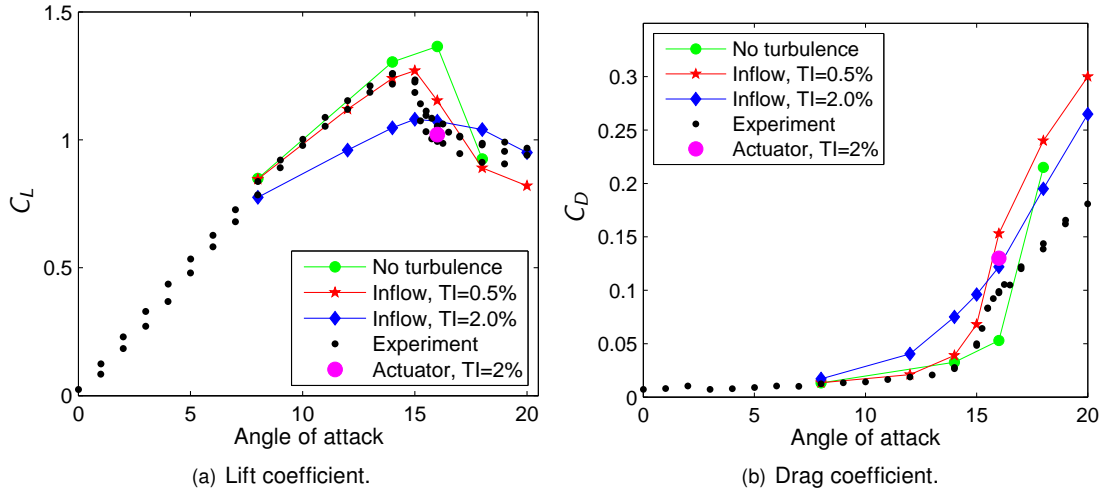 1.5
1
0.5
0
C_L
0
5
10
15
20
Angle of attack
No turbulence
Inflow, TI=0.5%
Inflow, TI=2.0%
Experiment
Actuator, TI=2%
(a) Lift coefficient.
0.3
0.25
0.2
0.15
0.1
0.05
0
C_D
0
5
10
15
20
Angle of attack
No turbulence
Inflow, TI=0.5%
Inflow, TI=2.0%
Experiment
Actuator, TI=2%
(b) Drag coefficient.